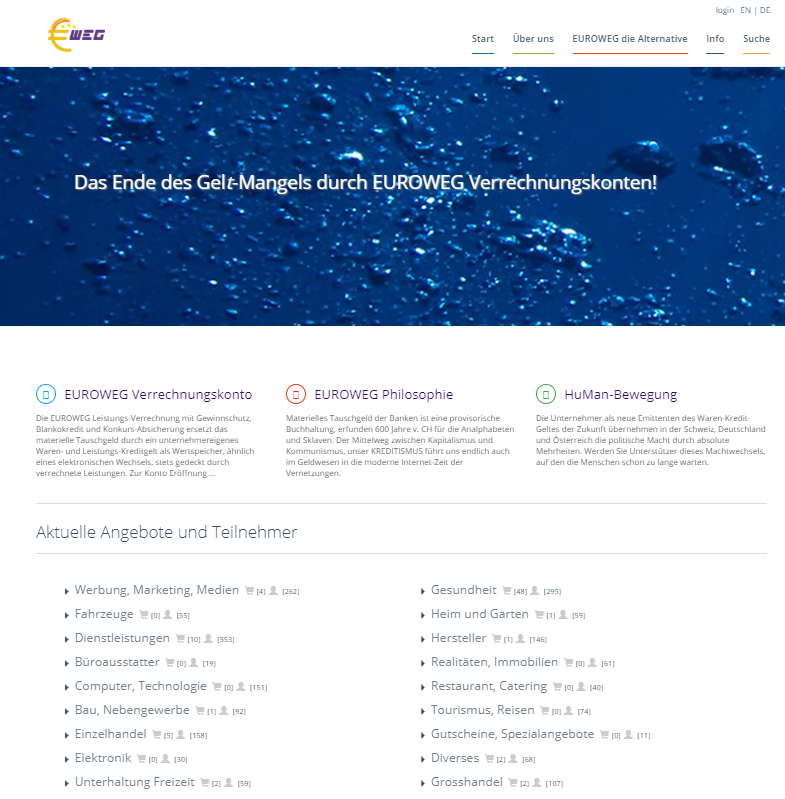 login EN | DE
€WEG
Start Über uns EUROWEG die Alternative Info Suche
Das Ende des Gelt-Mangels durch EUROWEG Verrechnungskonten!
EUROWEG Verrechnungskonto
Die EUROWEG Leistungs-Verrechnung mit Gewinnschutz,
Blankokredit und Konkurs-Absicherung ersetzt das
materielle Tauschgeld durch ein unternehmereigenes
Waren- und Leistungs-Kreditgelt als Wertspeicher, ähnlich
eines elektronischen Wechsels, stets gedeckt durch
verrechnete Leistungen. Zur Konto Eröffnung ...
EUROWEG Philosophie
Materielles Tauschgeld der Banken ist eine provisorische
Buchhaltung, erfunden 600 Jahre v. CH für die Analphabeten
und Sklaven. Der Mittelweg zwischen Kapitalismus und
Kommunismus, unser KREDITISMUS führt uns endlich auch
im Geldwesen in die moderne Internet-Zeit der
Vernetzungen.
HuMan-Bewegung
Die Unternehmer als neue Emittenten des Waren-Kredit-
Geltes der Zukunft übernehmen in der Schweiz, Deutschland
und Österreich die politische Macht durch absolute
Mehrheiten. Werden Sie Unterstützer dieses Machtwechsels,
auf den die Menschen schon zu lange warten.
Aktuelle Angebote und Teilnehmer
Werbung, Marketing, Medien [4] [262]
Fahrzeuge [0] [55]
Dienstleistungen [10] [553]
Büroausstatter [0] [19]
Computer, Technologie [0] [151]
Bau, Nebengewerbe [1] [92]
Einzelhandel [5] [158]
Elektronik [0] [30]
Unterhaltung Freizeit [2] [59]
Gesundheit [48] [295]
Heim und Garten [1] [59]
Hersteller [1] [146]
Realitäten, Immobilien [0] [61]
Restaurant, Catering [0] [40]
Tourismus, Reisen [0] [74]
Gutscheine, Spezialangebote [0] [11]
Diverses [2] [68]
Grosshandel [2] [107]